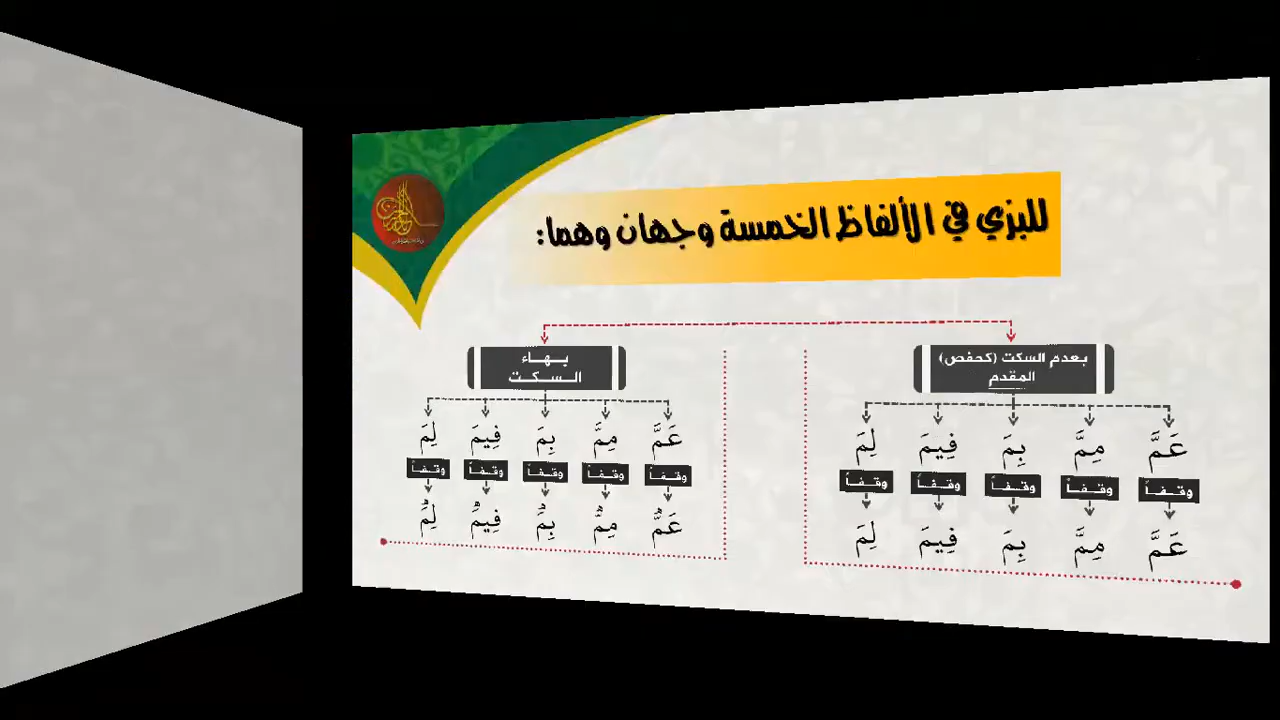 للبزي في الألفاظ الخمسة وجهان وهما:
بعدم السكت (كحفص)
المقدم
عَمَّ مِمَّ بِمَ فِيمَ لِمَ
وقفاً وقفاً وقفاً وقفاً وقفاً
عَمَّ مِمَّ بِمَ فِيمَ لِمَ
بهاء
السكت
عَمَّ مِمَّ بِمَ فِيمَ لِمَ
وقفاً وقفاً وقفاً وقفاً وقفاً